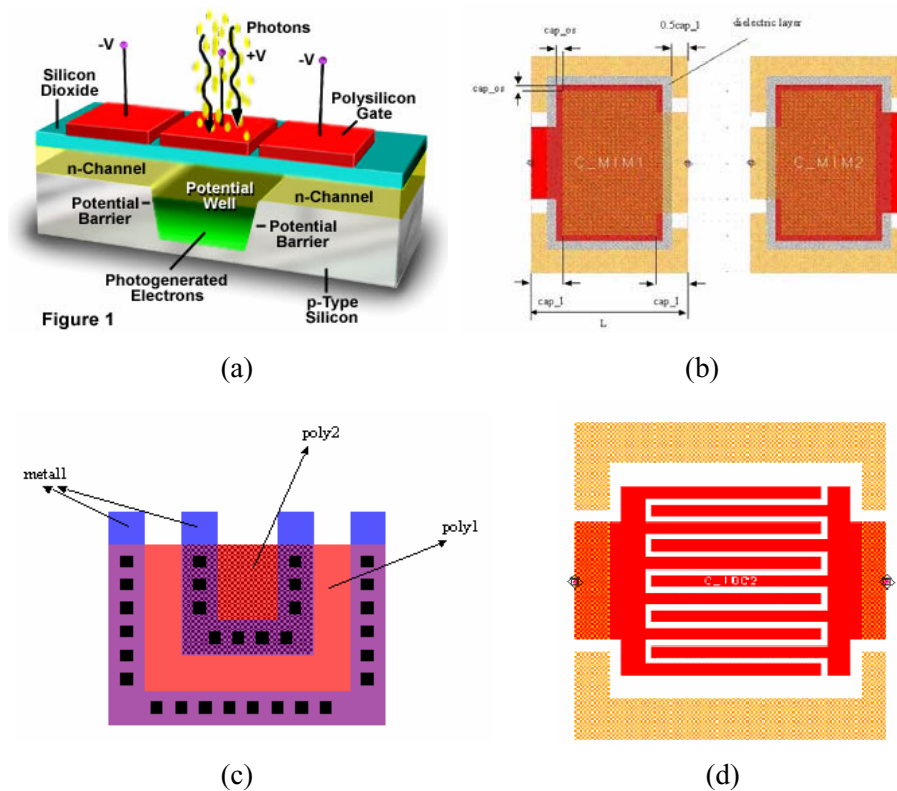 Photons
-V
+V
-V
Silicon
Dioxide
Polysilicon
Gate
n-Channel
Potential
Well
n-Channel
Potential
Barrier
Potential
Barrier
Photogenerated
Electrons
p-Type
Silicon
Figure 1
(a)
cap_os
0.5cap_l
dielectric layer
cap_os
C_MIM1
C_MIM2
cap_l
cap_l
L
(b)
poly2
metal1
poly1
(c)
C_IDC2
(d)